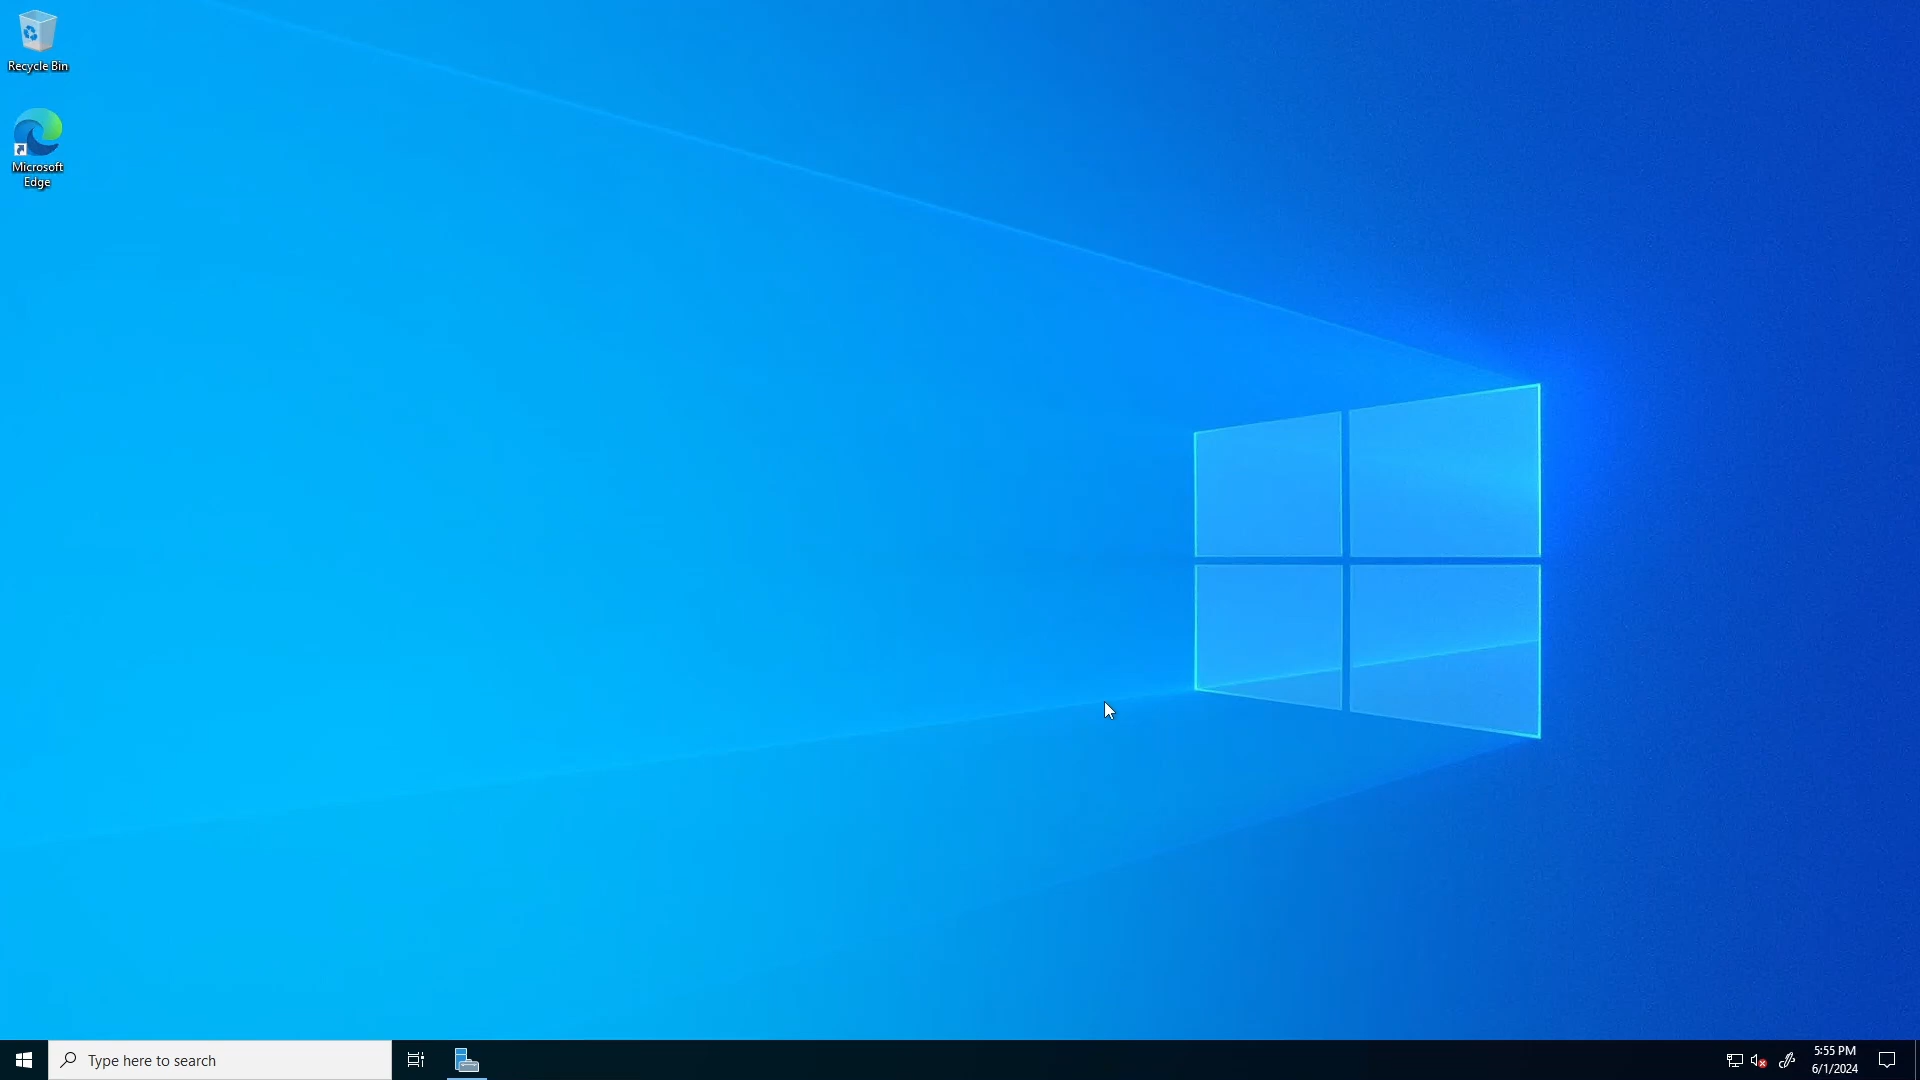 Recycle Bin
Microsoft
Edge
Type here to search
5:55 PM
6/1/2024